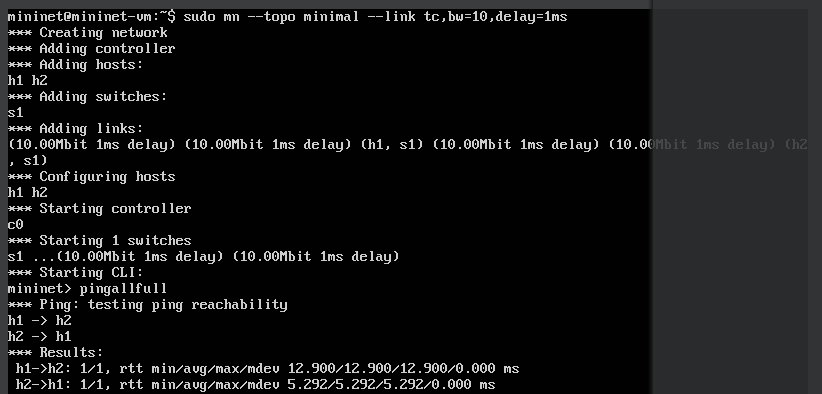 mininet@mininet-vm:~$ sudo mn --topo minimal --link tc,bw=10,delay=1ms
*** Creating network
*** Adding controller
*** Adding hosts:
h1 h2
*** Adding switches:
s1
*** Adding links:
(10.00Mbit 1ms delay) (10.00Mbit 1ms delay) (h1, s1) (10.00Mbit 1ms delay) (10.00Mbit 1ms delay) (h2
, s1)
*** Configuring hosts
h1 h2
*** Starting controller
c0
*** Starting 1 switches
s1 ...(10.00Mbit 1ms delay) (10.00Mbit 1ms delay)
*** Starting CLI:
mininet> pingallfull
*** Ping: testing ping reachability
h1 -> h2
h2 -> h1
*** Results:
 h1->h2: 1/1, rtt min/avg/max/mdev 12.900/12.900/12.900/0.000 ms
 h2->h1: 1/1, rtt min/avg/max/mdev 5.292/5.292/5.292/0.000 ms